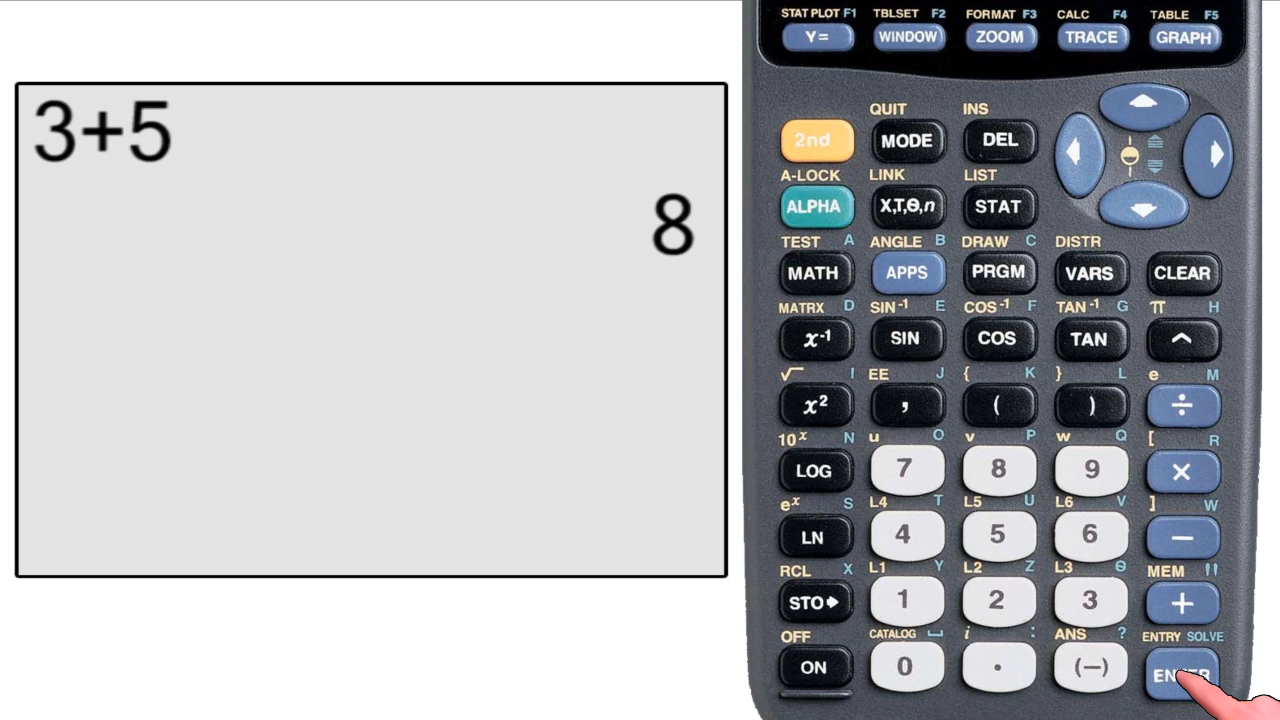 3+5
8
STAT PLOT F1 TBLSET F2 FORMAT F3 CALC F4 TABLE F5
Y= WINDOW ZOOM TRACE GRAPH
QUIT INS
2nd MODE DEL
A-LOCK LINK LIST
ALPHA X,T,Θ,n STAT
TEST A ANGLE B DRAW C DISTR
MATH APPS PRGM VARS CLEAR
MATRX D SIN⁻¹ E COS⁻¹ F TAN⁻¹ G π H
x⁻¹ SIN COS TAN ^
√ I EE J { K } L e M
x² , ( ) ÷
10ˣ N u O v P w Q [ R
LOG 7 8 9 ×
eˣ S L4 T L5 U L6 V ] W
LN 4 5 6 −
RCL X L1 Y L2 Z L3 Θ MEM "
STO► 1 2 3 +
OFF CATALOG ⎵ i : ANS ? ENTRY SOLVE
ON 0 . (−) ENTER